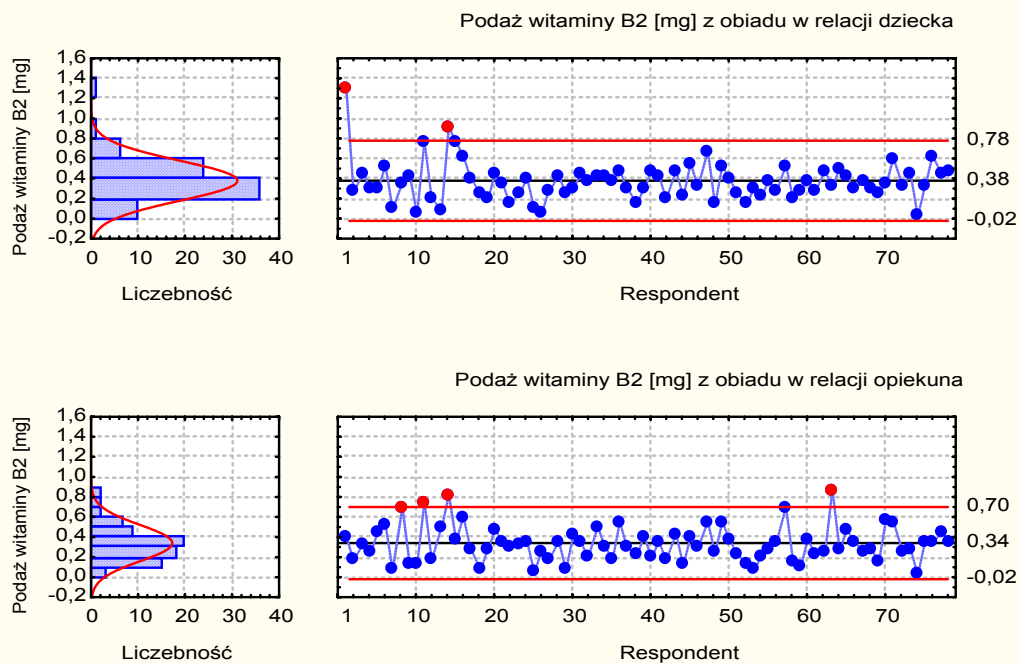 Podaż witaminy B2 [mg] z obiadu w relacji dziecka
Podaż witaminy B2 [mg]
1,6
1,4
1,2
1,0
0,8
0,6
0,4
0,2
0,0
-0,2
0 10 20 30 40
Liczebność
0,78
0,38
-0,02
1 10 20 30 40 50 60 70
Respondent
Podaż witaminy B2 [mg] z obiadu w relacji opiekuna
Podaż witaminy B2 [mg]
1,6
1,4
1,2
1,0
0,8
0,6
0,4
0,2
0,0
-0,2
0 10 20 30 40
Liczebność
0,70
0,34
-0,02
1 10 20 30 40 50 60 70
Respondent